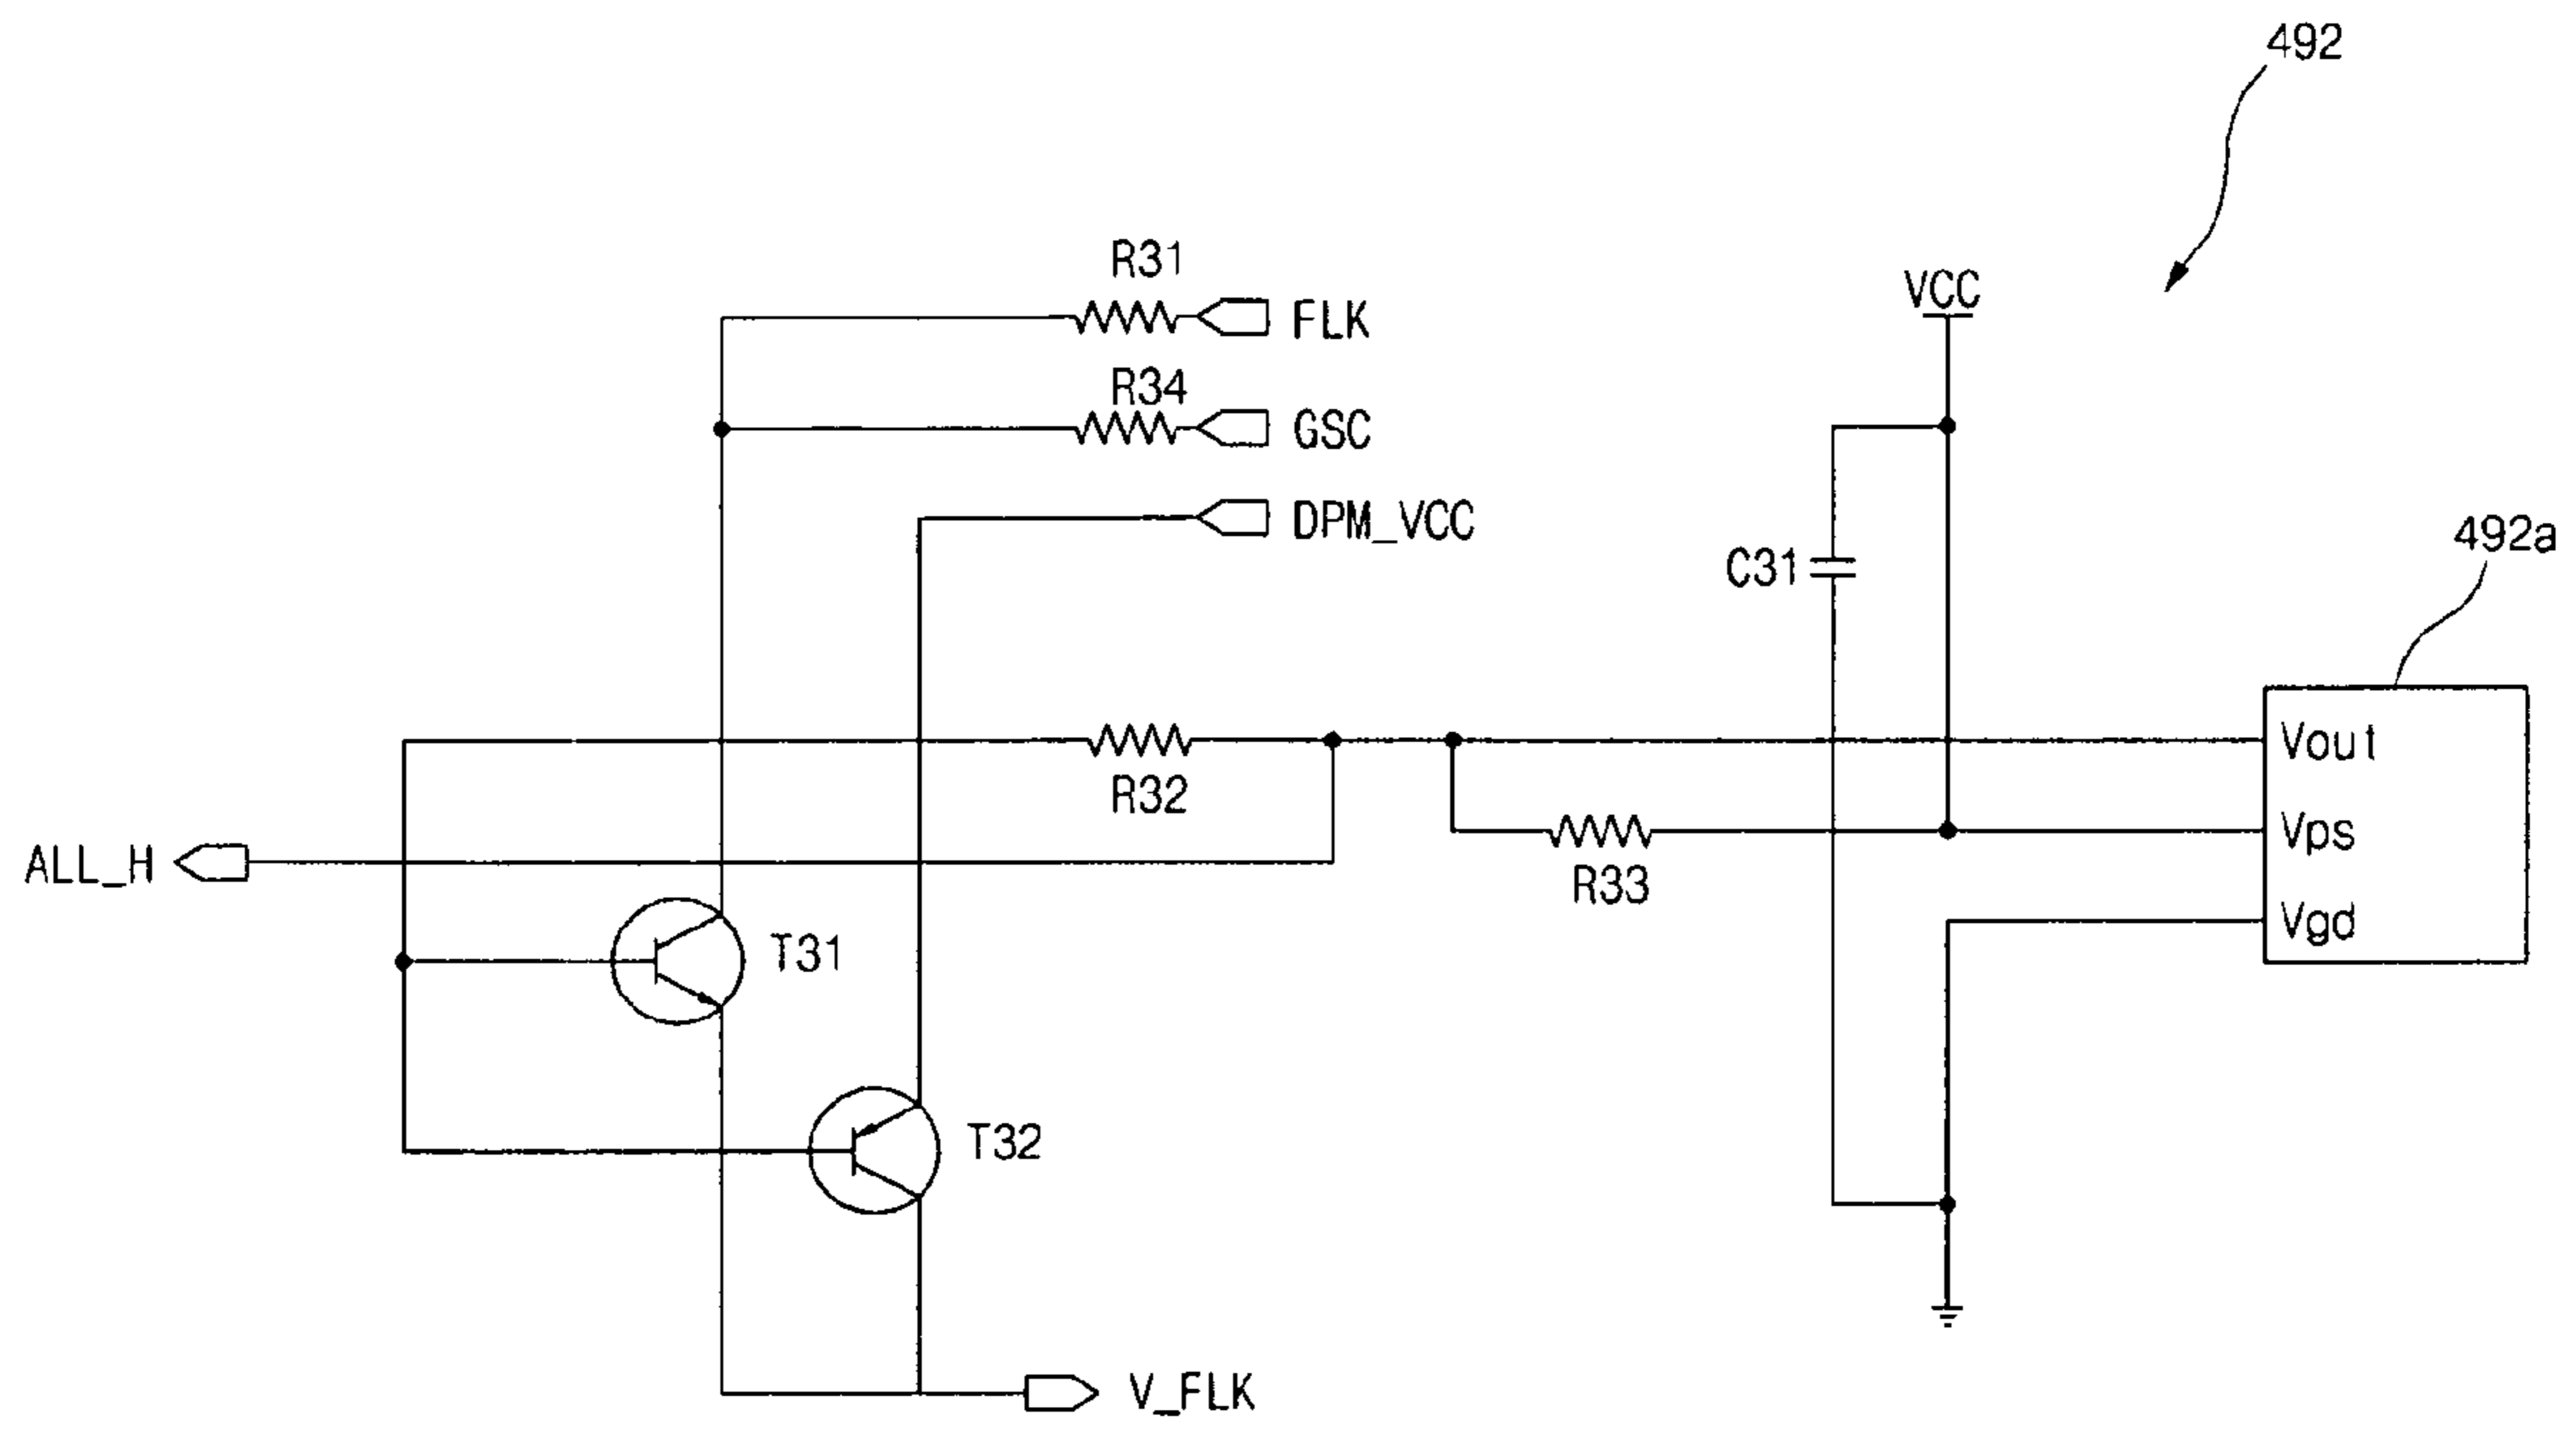 492
R31
FLK
VCC
R34
GSC
DPM_VCC
492a
C31
Vout
R32
Vps
ALL_H
R33
Vgd
T31
T32
V_FLK